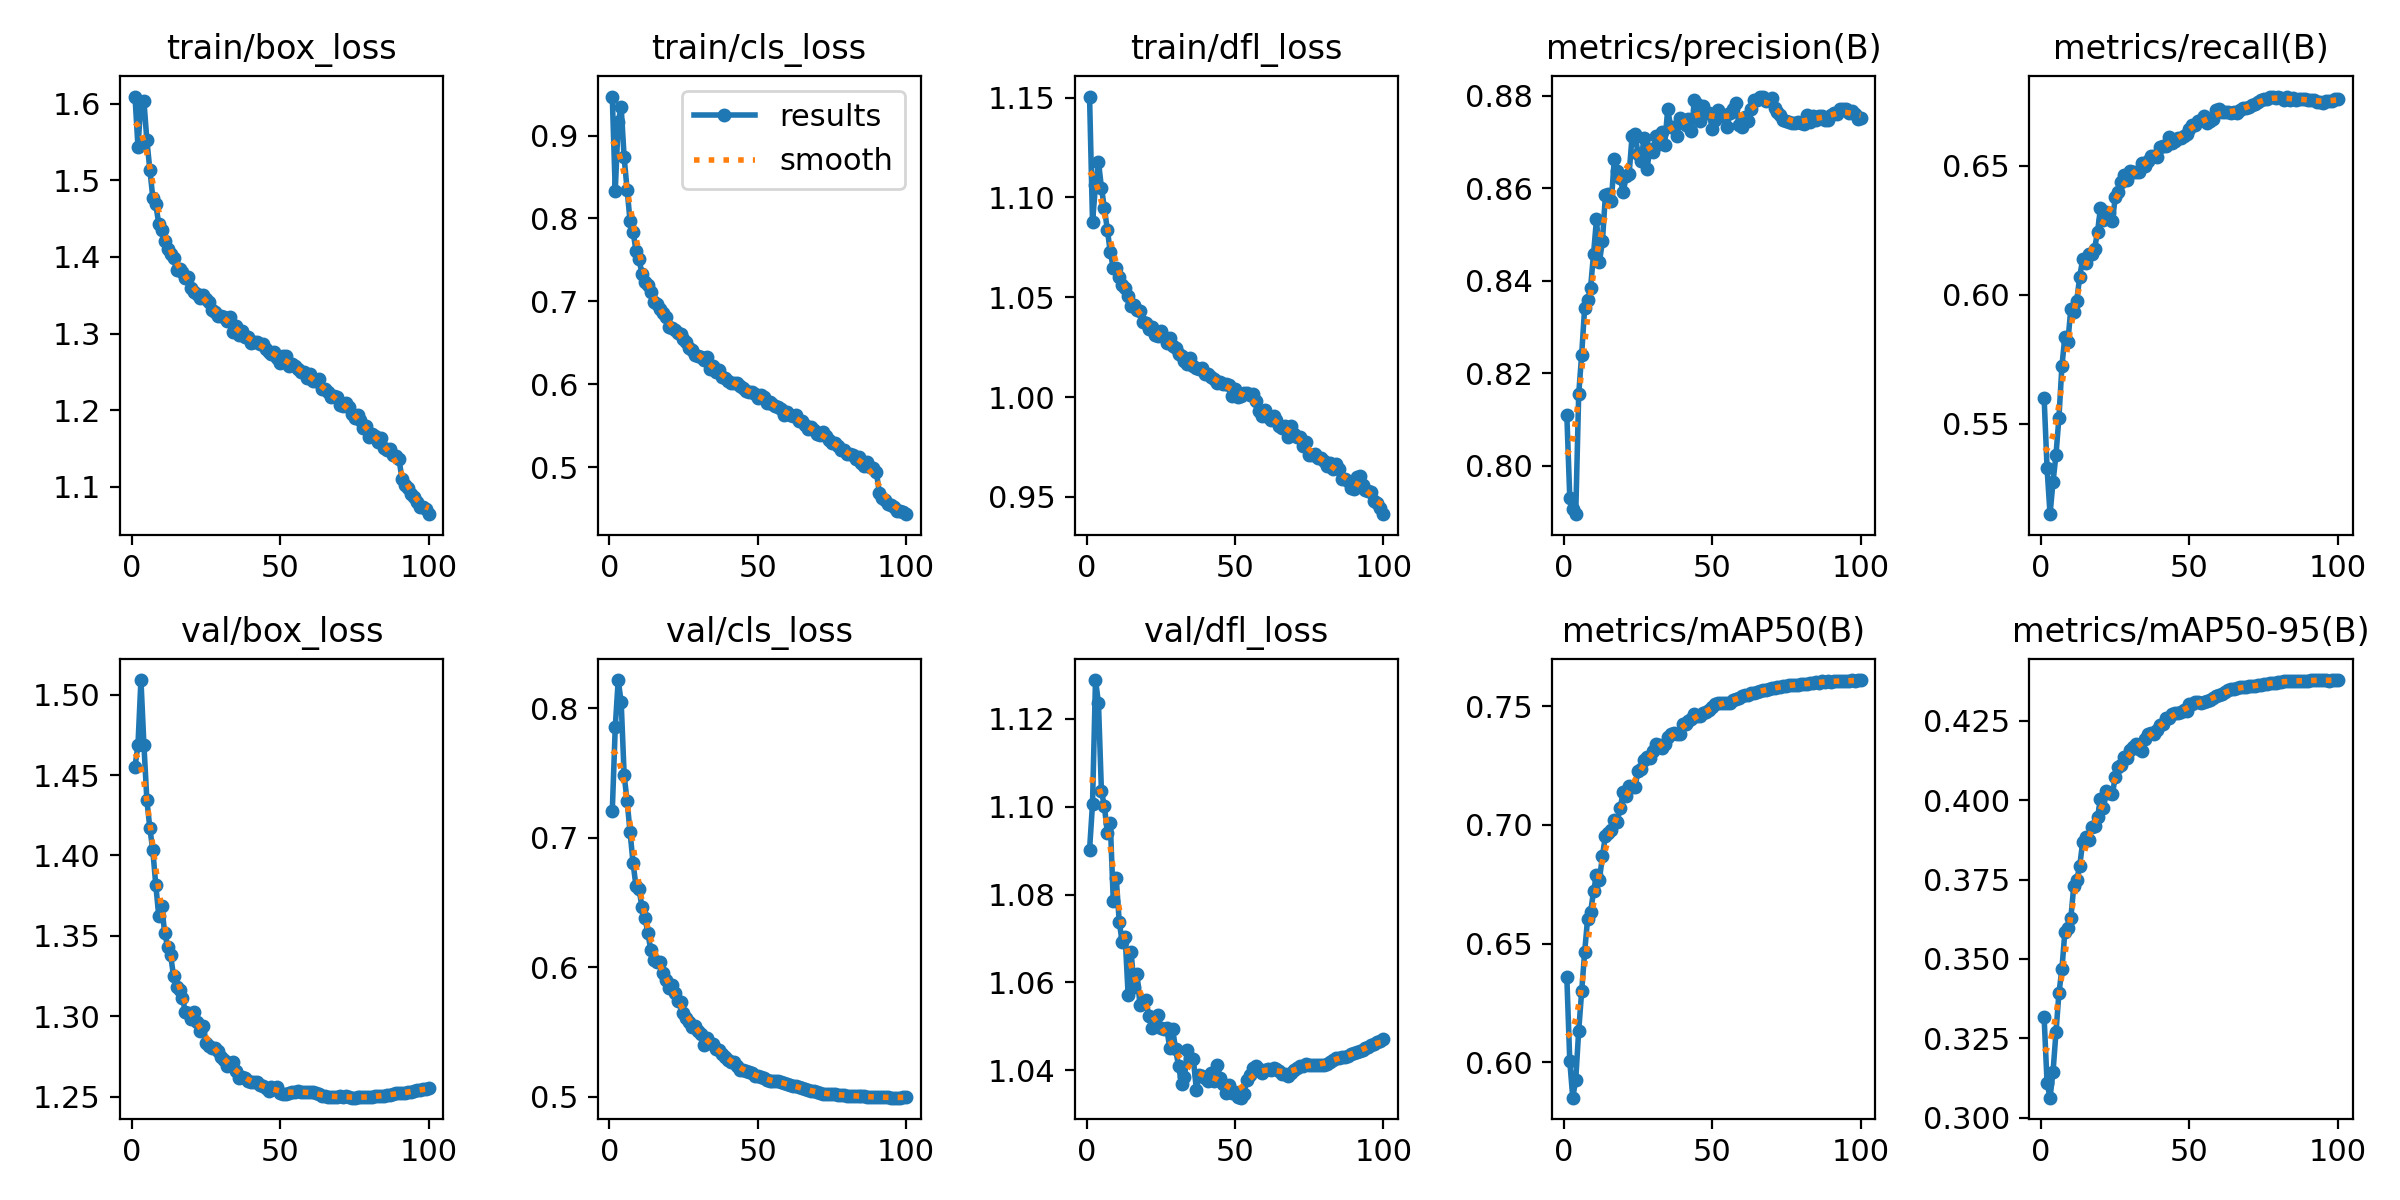 train/box_loss
1.6
1.5
1.4
1.3
1.2
1.1
0 50 100
train/cls_loss
results
smooth
0.9
0.8
0.7
0.6
0.5
0 50 100
train/dfl_loss
1.15
1.10
1.05
1.00
0.95
0 50 100
metrics/precision(B)
0.88
0.86
0.84
0.82
0.80
0 50 100
metrics/recall(B)
0.65
0.60
0.55
0 50 100
val/box_loss
1.50
1.45
1.40
1.35
1.30
1.25
0 50 100
val/cls_loss
0.8
0.7
0.6
0.5
0 50 100
val/dfl_loss
1.12
1.10
1.08
1.06
1.04
0 50 100
metrics/mAP50(B)
0.75
0.70
0.65
0.60
0 50 100
metrics/mAP50-95(B)
0.425
0.400
0.375
0.350
0.325
0.300
0 50 100